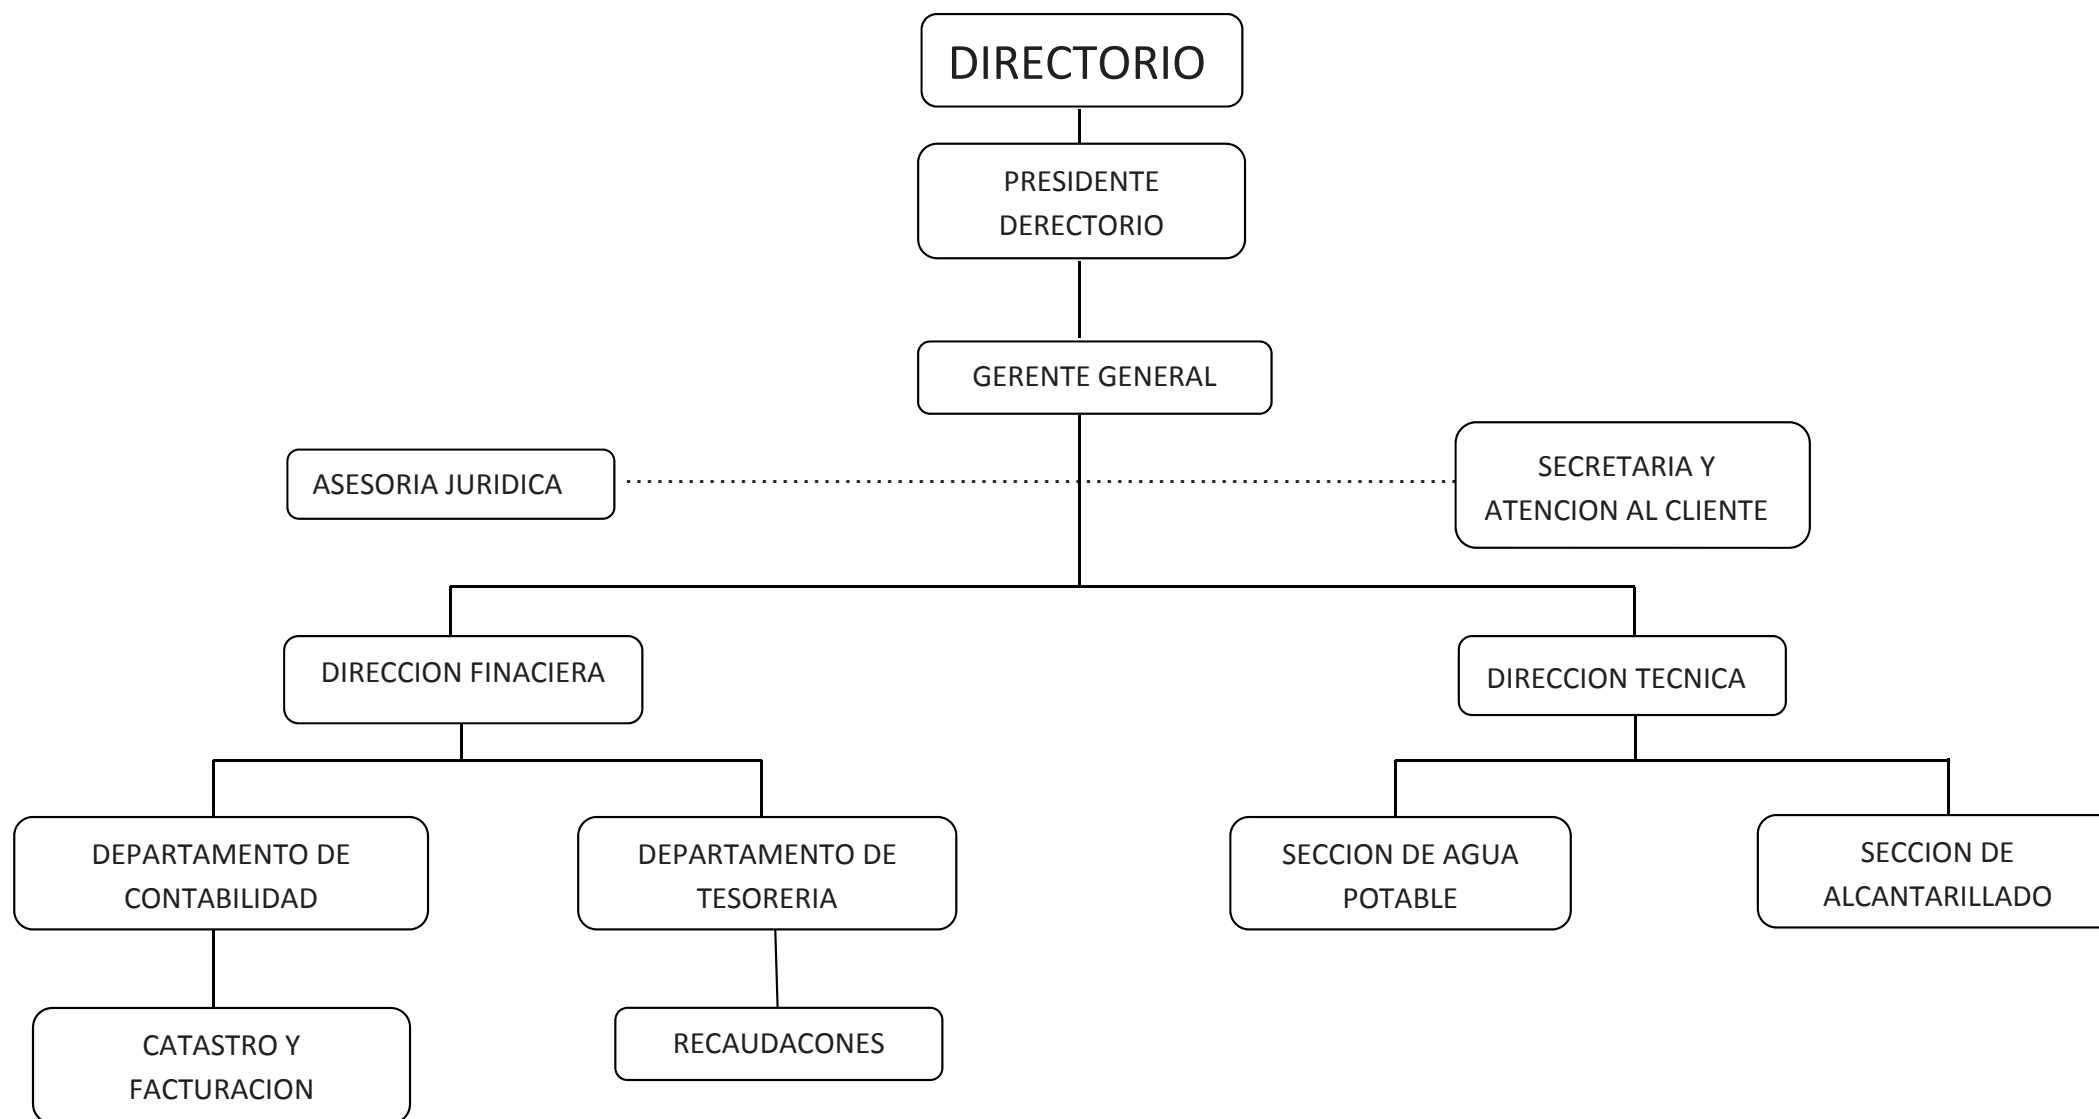 DIRECTORIO
PRESIDENTE
DERECTORIO
GERENTE GENERAL
ASESORIA JURIDICA
SECRETARIA Y
ATENCION AL CLIENTE
DIRECCION FINACIERA
DIRECCION TECNICA
DEPARTAMENTO DE
CONTABILIDAD
DEPARTAMENTO DE
TESORERIA
SECCION DE AGUA
POTABLE
SECCION DE
ALCANTARILLADO
CATASTRO Y
FACTURACION
RECAUDACONES